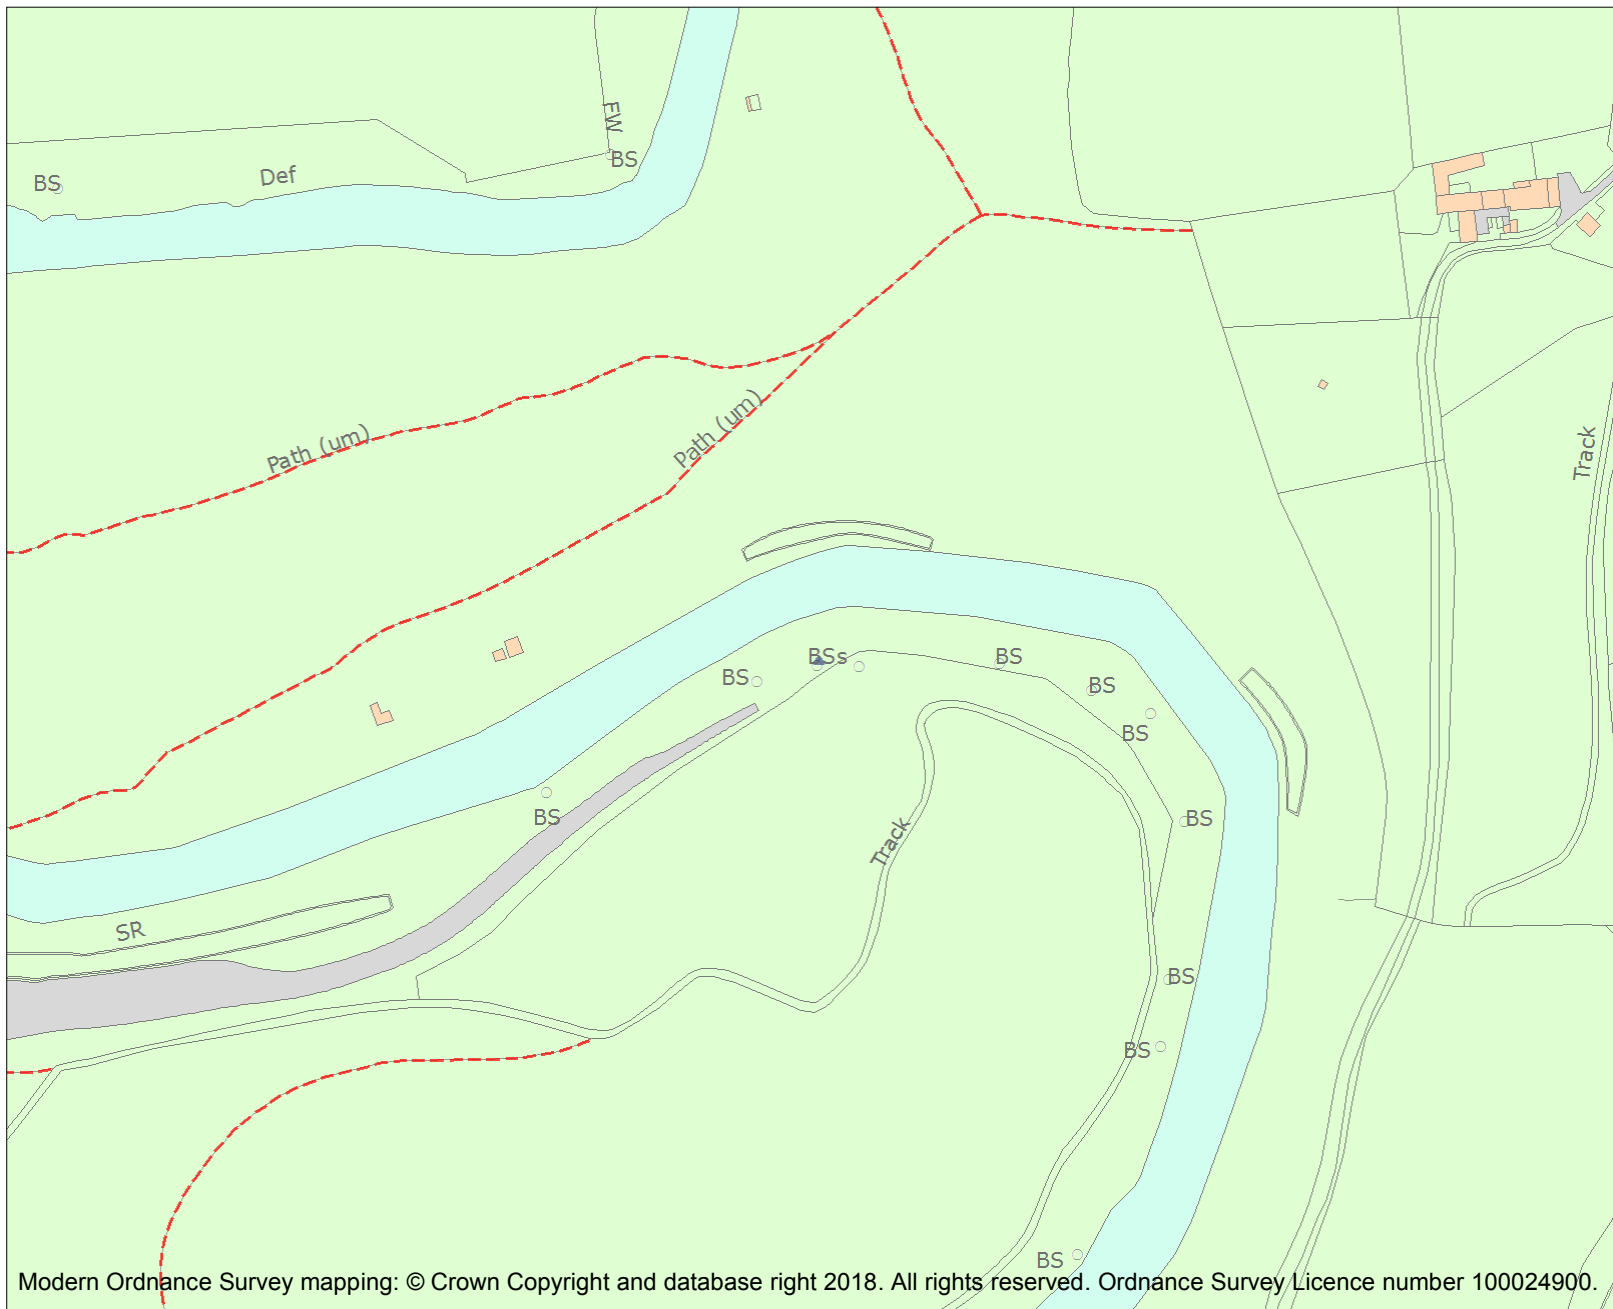 FW
BS
Def
BS
Path (um)
Path (um)
Track
BSs
BS
BS
BS
BS
BS
BS
Track
SR
BS
BS
BS
Modern Ordnance Survey mapping: © Crown Copyright and database right 2018. All rights reserved. Ordnance Survey Licence number 100024900.